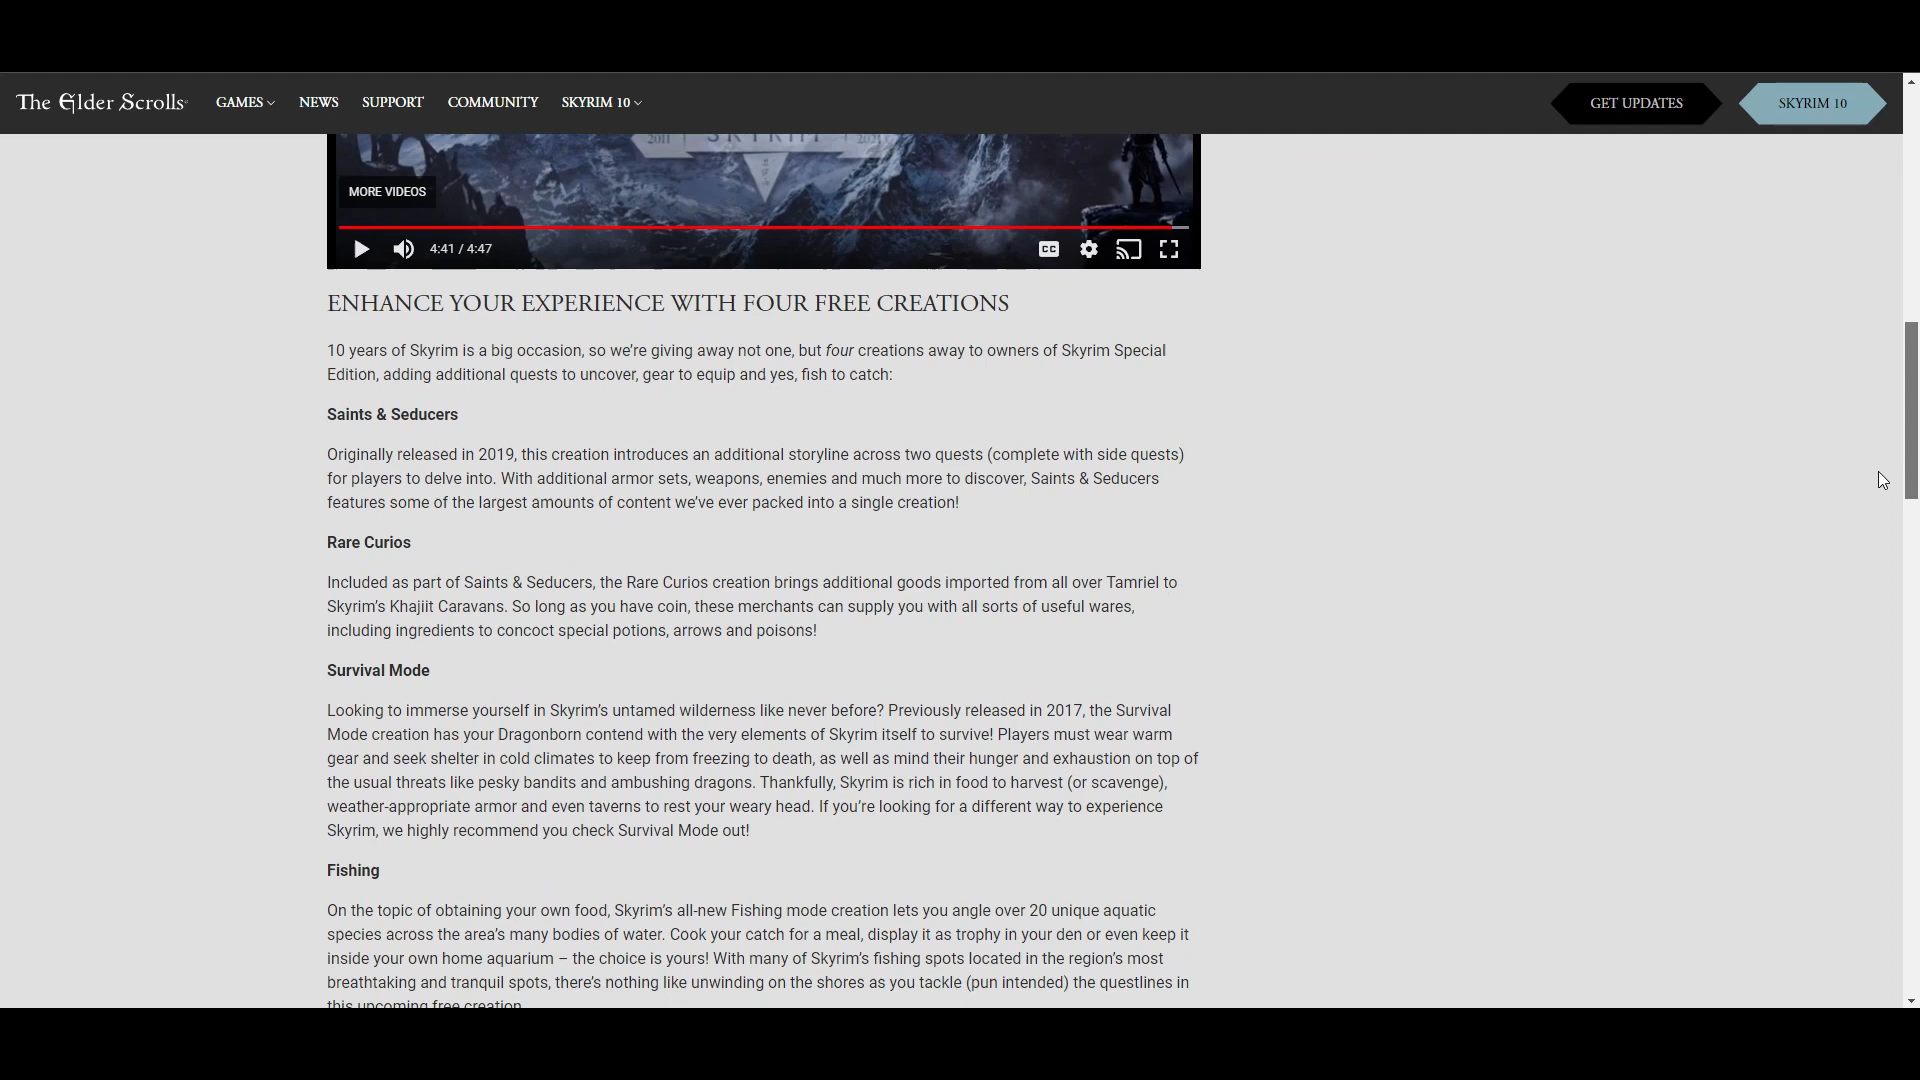 The Elder Scrolls GAMES NEWS SUPPORT COMMUNITY SKYRIM 10 GET UPDATES SKYRIM 10
2011 SKYRIM
MORE VIDEOS
4:41 / 4:47 CC
ENHANCE YOUR EXPERIENCE WITH FOUR FREE CREATIONS
10 years of Skyrim is a big occasion, so we’re giving away not one, but four creations away to owners of Skyrim Special
Edition, adding additional quests to uncover, gear to equip and yes, fish to catch:
Saints & Seducers
Originally released in 2019, this creation introduces an additional storyline across two quests (complete with side quests)
for players to delve into. With additional armor sets, weapons, enemies and much more to discover, Saints & Seducers
features some of the largest amounts of content we’ve ever packed into a single creation!
Rare Curios
Included as part of Saints & Seducers, the Rare Curios creation brings additional goods imported from all over Tamriel to
Skyrim’s Khajiit Caravans. So long as you have coin, these merchants can supply you with all sorts of useful wares,
including ingredients to concoct special potions, arrows and poisons!
Survival Mode
Looking to immerse yourself in Skyrim’s untamed wilderness like never before? Previously released in 2017, the Survival
Mode creation has your Dragonborn contend with the very elements of Skyrim itself to survive! Players must wear warm
gear and seek shelter in cold climates to keep from freezing to death, as well as mind their hunger and exhaustion on top of
the usual threats like pesky bandits and ambushing dragons. Thankfully, Skyrim is rich in food to harvest (or scavenge),
weather-appropriate armor and even taverns to rest your weary head. If you’re looking for a different way to experience
Skyrim, we highly recommend you check Survival Mode out!
Fishing
On the topic of obtaining your own food, Skyrim’s all-new Fishing mode creation lets you angle over 20 unique aquatic
species across the area’s many bodies of water. Cook your catch for a meal, display it as trophy in your den or even keep it
inside your own home aquarium – the choice is yours! With many of Skyrim’s fishing spots located in the region’s most
breathtaking and tranquil spots, there’s nothing like unwinding on the shores as you tackle (pun intended) the questlines in
this upcoming free creation.